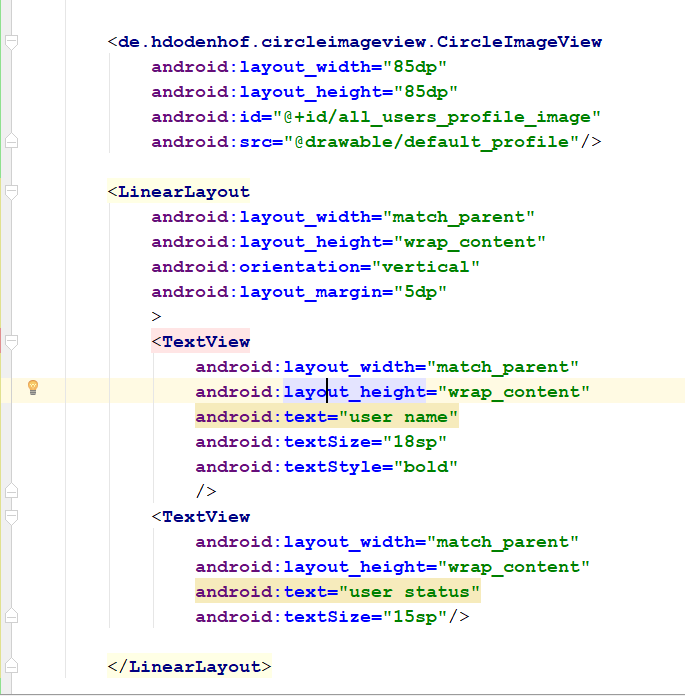 <de.hdodenhof.circleimageview.CircleImageView
android:layout_width="85dp"
android:layout_height="85dp"
android:id="@+id/all_users_profile_image"
android:src="@drawable/default_profile"/>
<LinearLayout
android:layout_width="match_parent"
android:layout_height="wrap_content"
android:orientation="vertical"
android:layout_margin="5dp"
>
<TextView
android:layout_width="match_parent"
android:layout_height="wrap_content"
android:text="user name"
android:textSize="18sp"
android:textStyle="bold"
/>
<TextView
android:layout_width="match_parent"
android:layout_height="wrap_content"
android:text="user status"
android:textSize="15sp"/>
</LinearLayout>